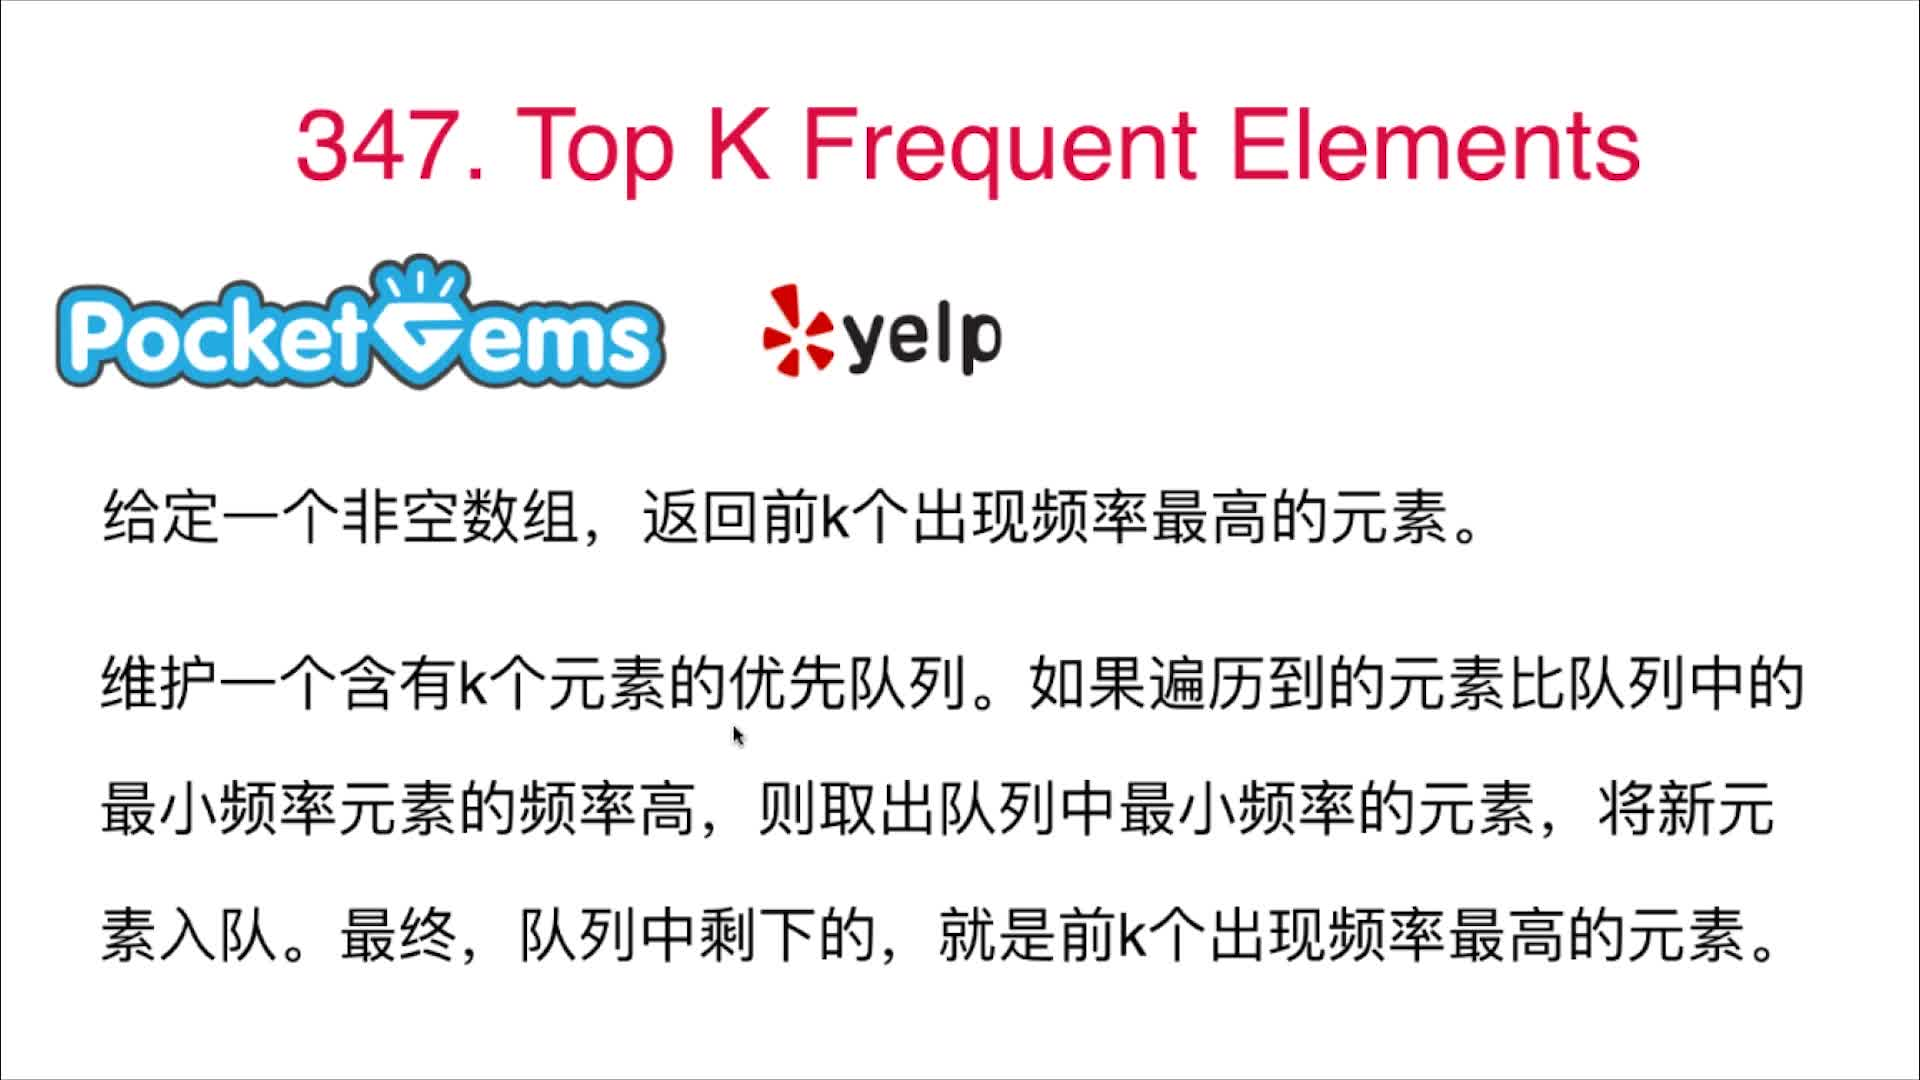 347. Top K Frequent Elements
PocketGems
yelp
给定一个非空数组，返回前k个出现频率最高的元素。
维护一个含有k个元素的优先队列。如果遍历到的元素比队列中的
最小频率元素的频率高，则取出队列中最小频率的元素，将新元
素入队。最终，队列中剩下的，就是前k个出现频率最高的元素。